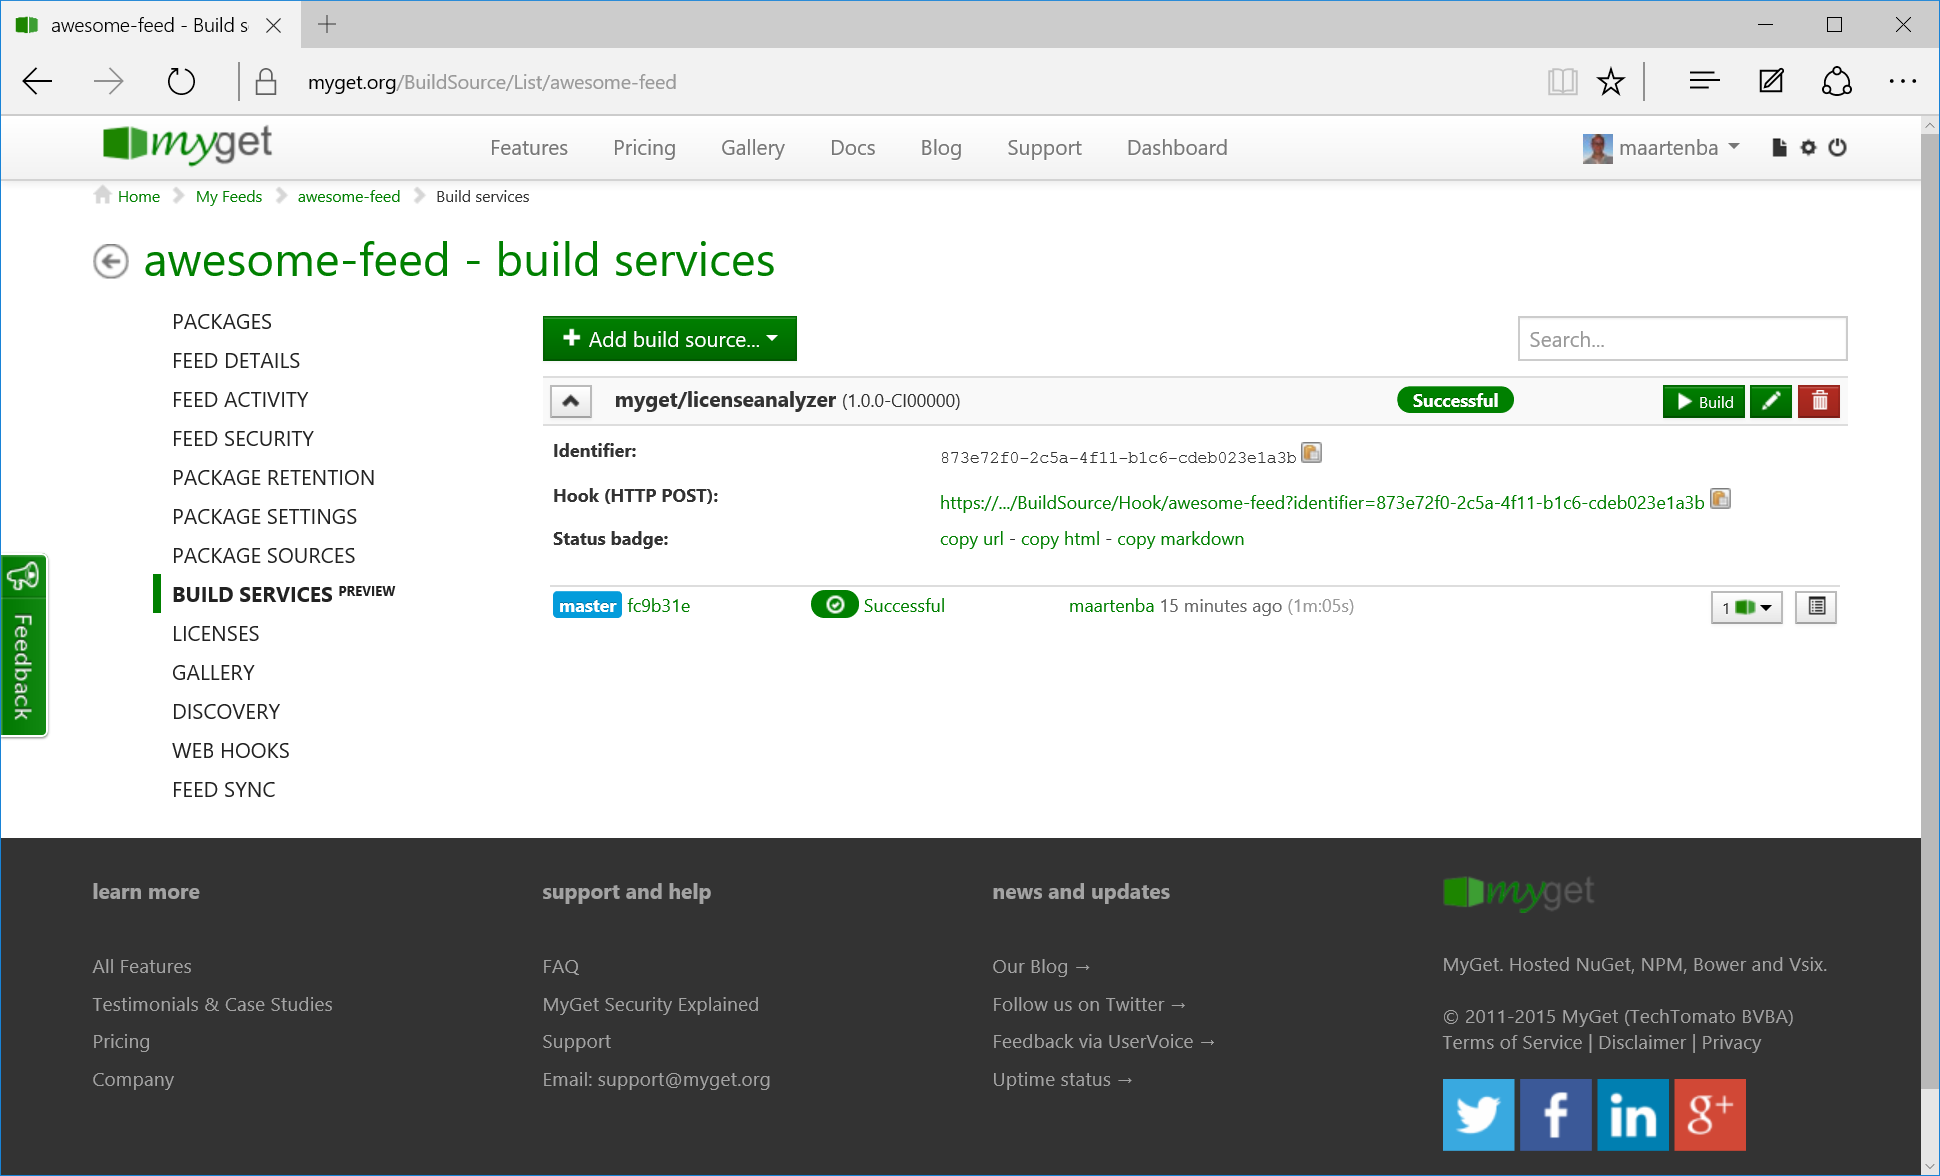 awesome-feed - Build s
myget.org/BuildSource/List/awesome-feed
myget
Features Pricing Gallery Docs Blog Support Dashboard
maartenba
Home My Feeds awesome-feed Build services
awesome-feed - build services
PACKAGES
FEED DETAILS
FEED ACTIVITY
FEED SECURITY
PACKAGE RETENTION
PACKAGE SETTINGS
PACKAGE SOURCES
BUILD SERVICES PREVIEW
LICENSES
GALLERY
DISCOVERY
WEB HOOKS
FEED SYNC
Feedback
Add build source...
Search...
myget/licenseanalyzer (1.0.0-CI00000)
Successful
Build
Identifier:
873e72f0-2c5a-4f11-b1c6-cdeb023e1a3b
Hook (HTTP POST):
https://.../BuildSource/Hook/awesome-feed?identifier=873e72f0-2c5a-4f11-b1c6-cdeb023e1a3b
Status badge:
copy url - copy html - copy markdown
master fc9b31e
Successful
maartenba 15 minutes ago (1m:05s)
1
learn more
All Features
Testimonials & Case Studies
Pricing
Company
support and help
FAQ
MyGet Security Explained
Support
Email: support@myget.org
news and updates
Our Blog →
Follow us on Twitter →
Feedback via UserVoice →
Uptime status →
myget
MyGet. Hosted NuGet, NPM, Bower and Vsix.
© 2011-2015 MyGet (TechTomato BVBA)
Terms of Service | Disclaimer | Privacy
f in g+